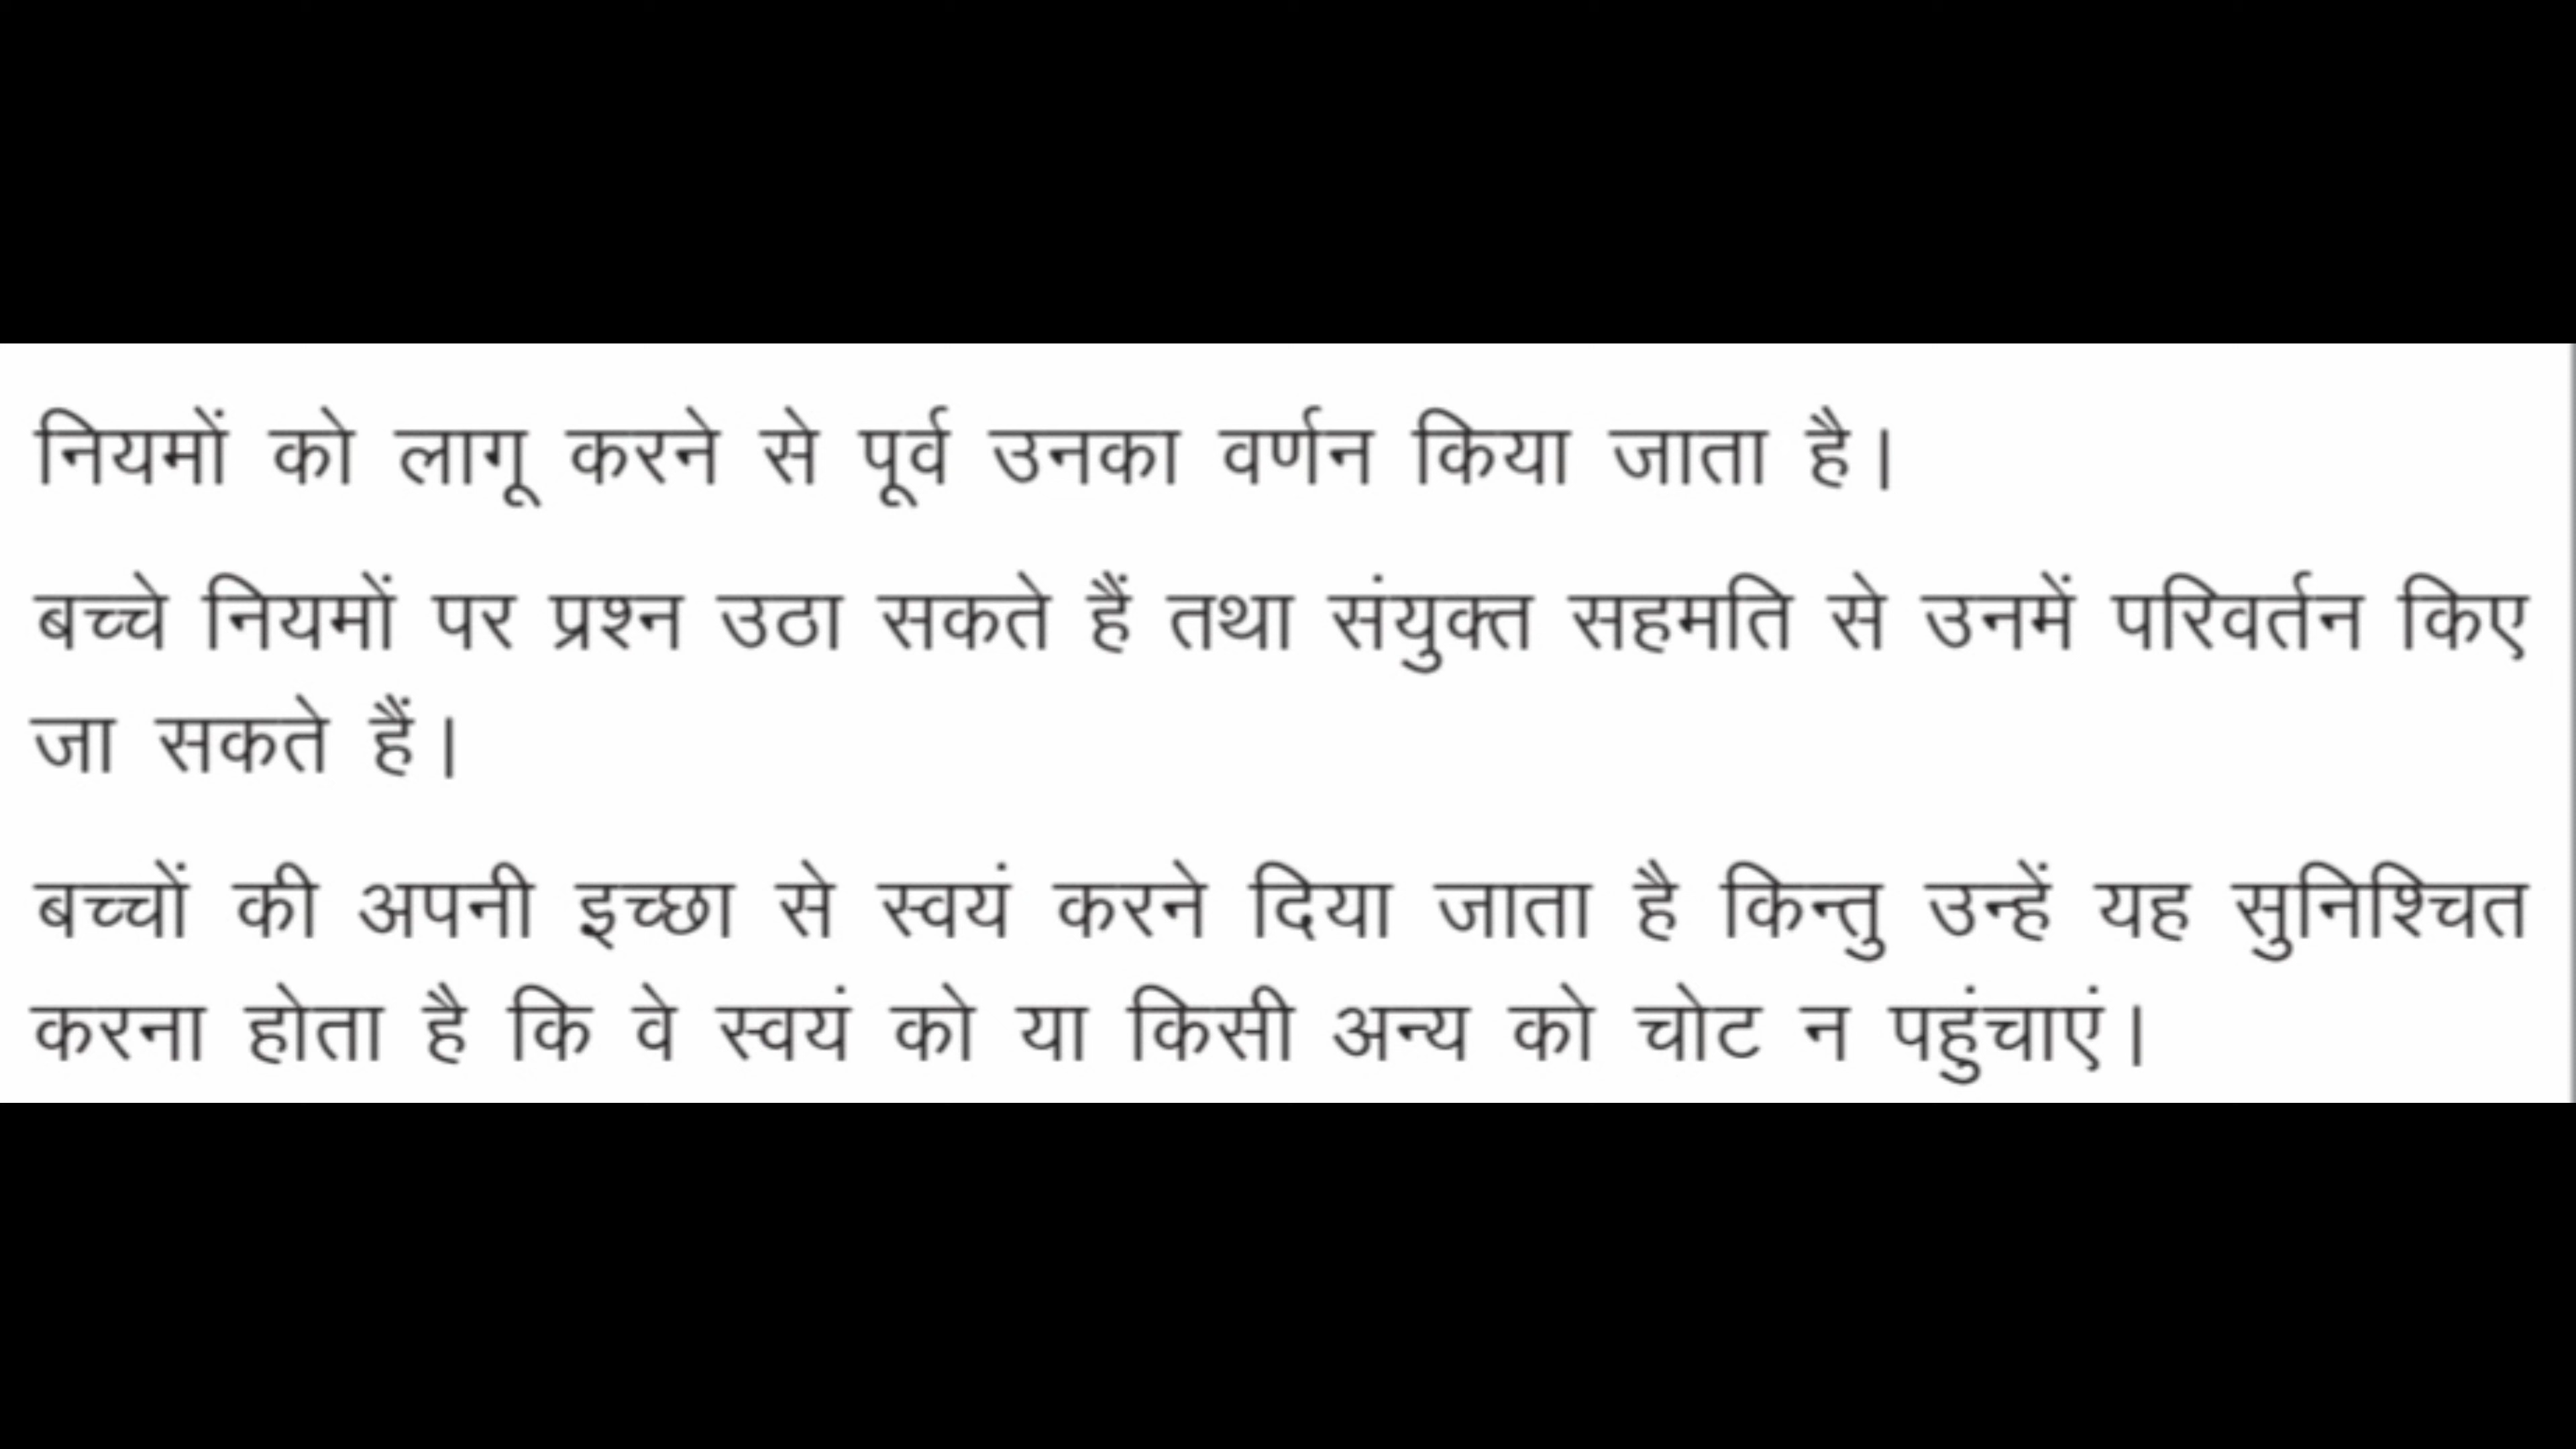 नियमों को लागू करने से पूर्व उनका वर्णन किया जाता है।
बच्चे नियमों पर प्रश्न उठा सकते हैं तथा संयुक्त सहमति से उनमें परिवर्तन किए
जा सकते हैं।
बच्चों की अपनी इच्छा से स्वयं करने दिया जाता है किन्तु उन्हें यह सुनिश्चित
करना होता है कि वे स्वयं को या किसी अन्य को चोट न पहुंचाएं।